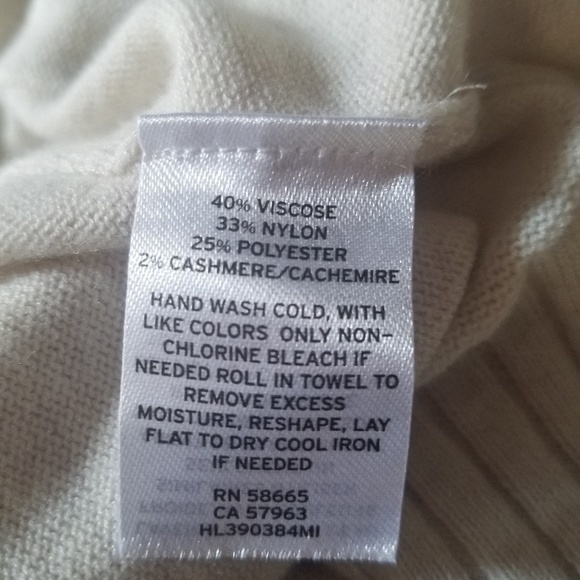 40% VISCOSE
33% NYLON
25% POLYESTER
2% CASHMERE/CACHEMIRE
HAND WASH COLD, WITH
LIKE COLORS ONLY NON-
CHLORINE BLEACH IF
NEEDED ROLL IN TOWEL TO
REMOVE EXCESS
MOISTURE, RESHAPE, LAY
FLAT TO DRY COOL IRON
IF NEEDED
RN 58665
CA 57963
HL390384MI